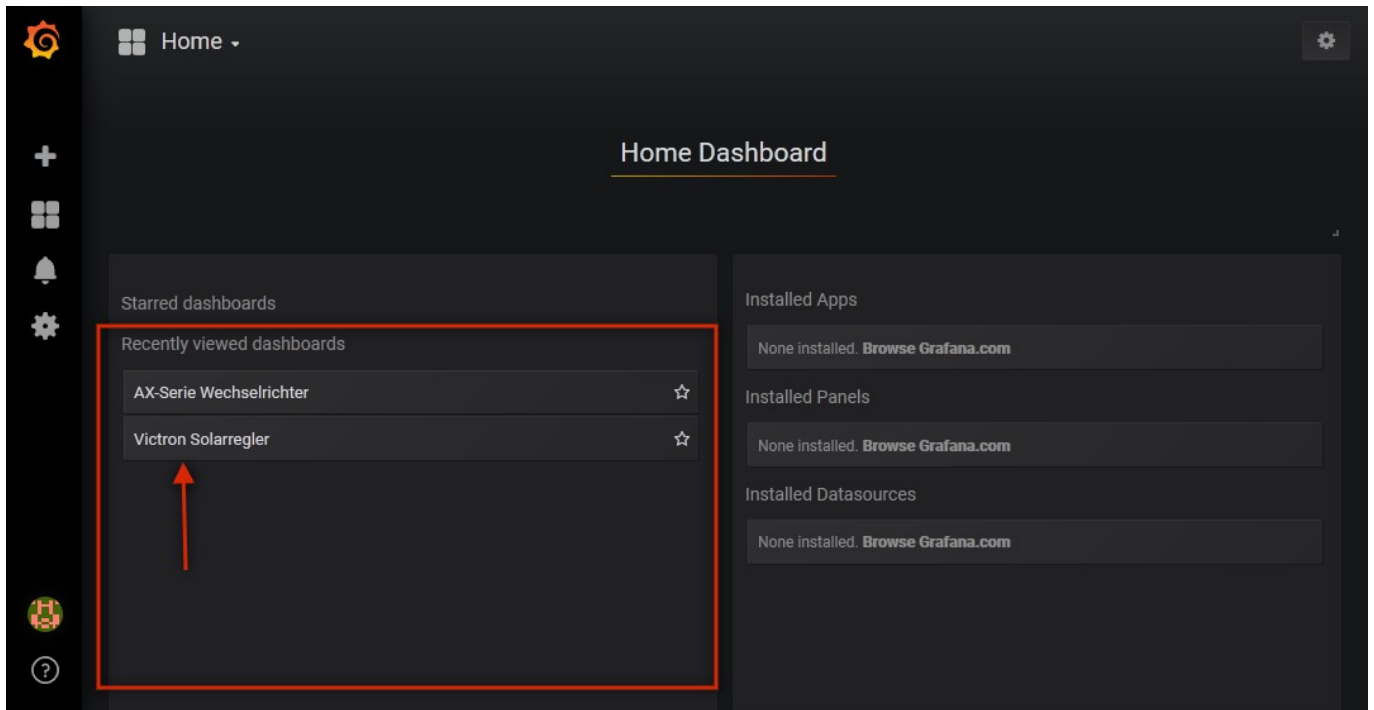 Home
Home Dashboard
Starred dashboards
Recently viewed dashboards
AX-Serie Wechselrichter
Victron Solarregler
Installed Apps
None installed. Browse Grafana.com
Installed Panels
None installed. Browse Grafana.com
Installed Datasources
None installed. Browse Grafana.com